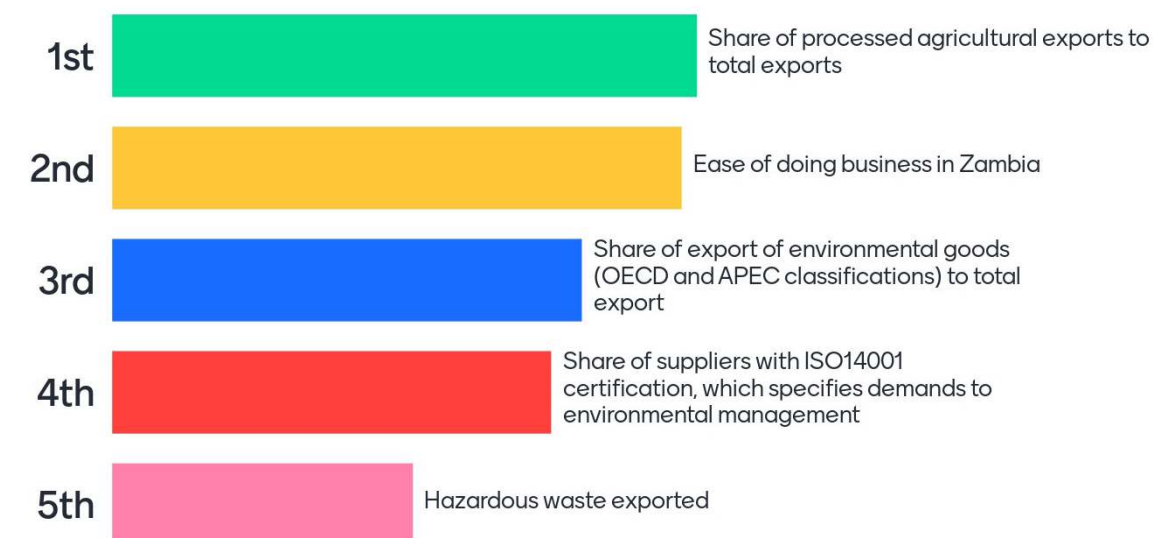 1st
Share of processed agricultural exports to
total exports
2nd
Ease of doing business in Zambia
3rd
Share of export of environmental goods
(OECD and APEC classifications) to total
export
4th
Share of suppliers with ISO14001
certification, which specifies demands to
environmental management
5th
Hazardous waste exported